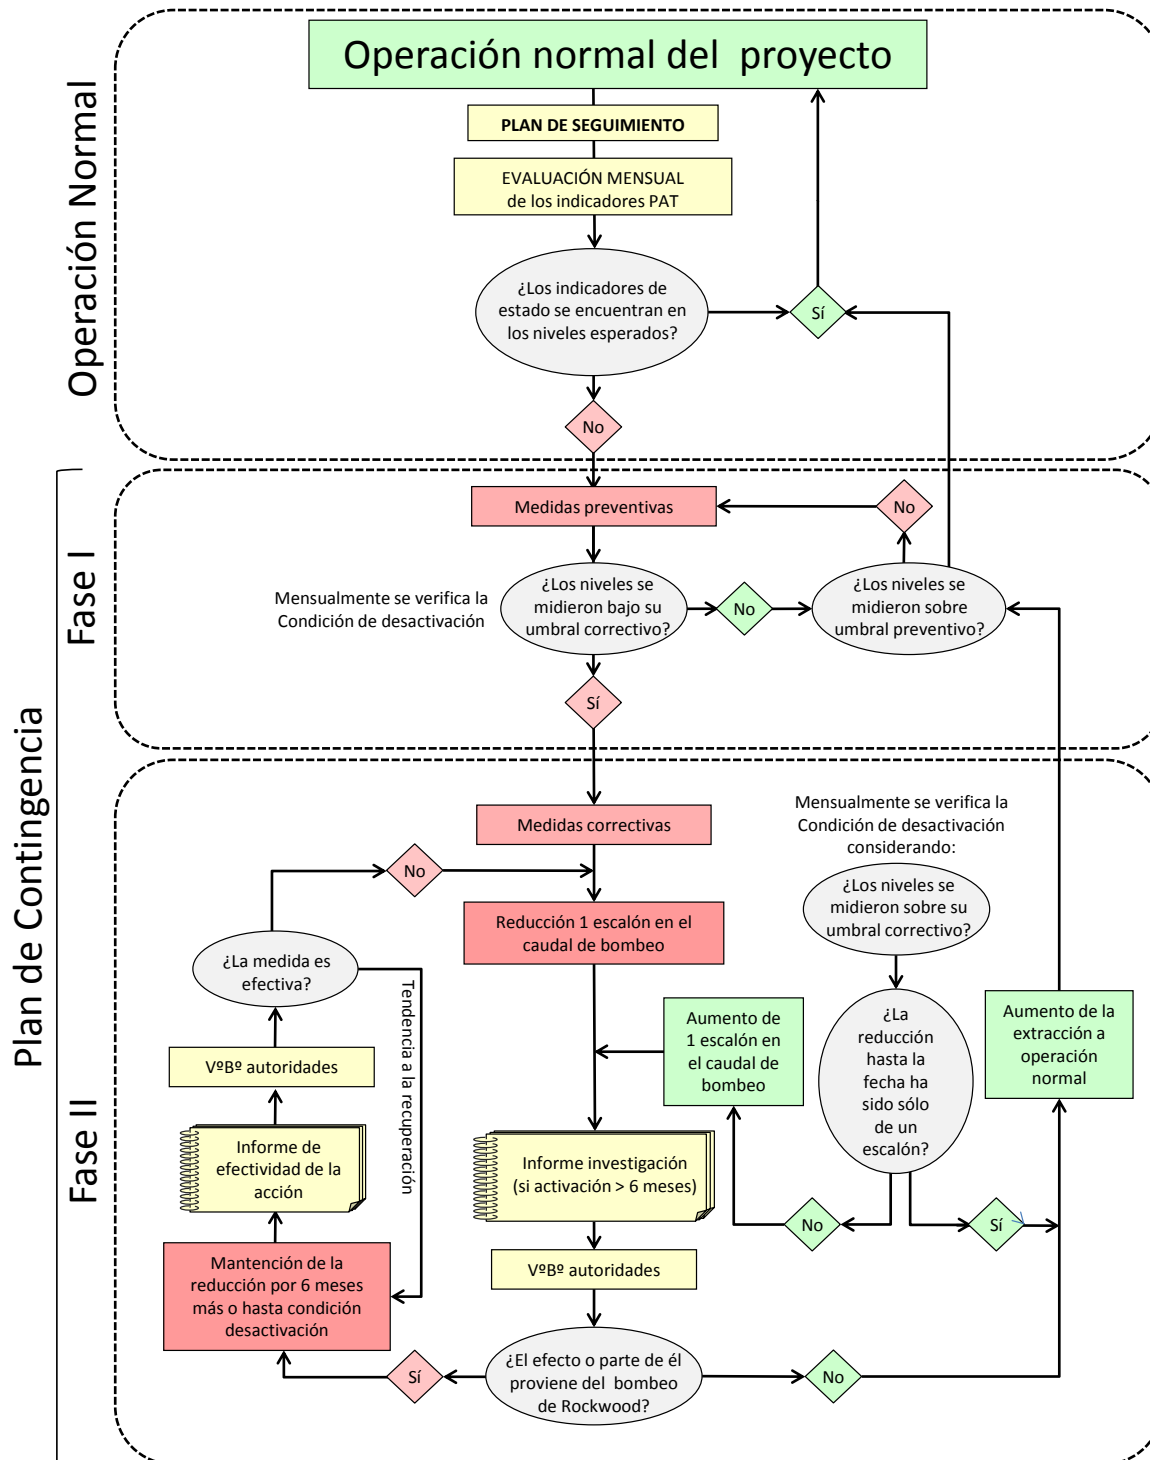 Operación Normal
Operación normal del proyecto
PLAN DE SEGUIMIENTO
EVALUACIÓN MENSUAL
de los indicadores PAT
¿Los indicadores de
estado se encuentran en
los niveles esperados?
Sí
No
Plan de Contingencia
Fase I
Medidas preventivas
No
Mensualmente se verifica la
Condición de desactivación
¿Los niveles se
midieron bajo su
umbral correctivo?
No
¿Los niveles se
midieron sobre
umbral preventivo?
Sí
Fase II
Medidas correctivas
Mensualmente se verifica la
Condición de desactivación
considerando:
No
¿Los niveles se
midieron sobre su
umbral correctivo?
Reducción 1 escalón en el
caudal de bombeo
¿La medida es
efectiva?
Tendencia a la recuperación
Aumento de
1 escalón en
el caudal de
bombeo
¿La
reducción
hasta la
fecha ha
sido sólo
de un
escalón?
Aumento de la
extracción a
operación
normal
VºBº autoridades
Informe de
efectividad de la
acción
Informe investigación
(si activación > 6 meses)
No
Sí
Mantención de la
reducción por 6 meses
más o hasta condición
desactivación
VºBº autoridades
Sí
¿El efecto o parte de él
proviene del bombeo
de Rockwood?
No